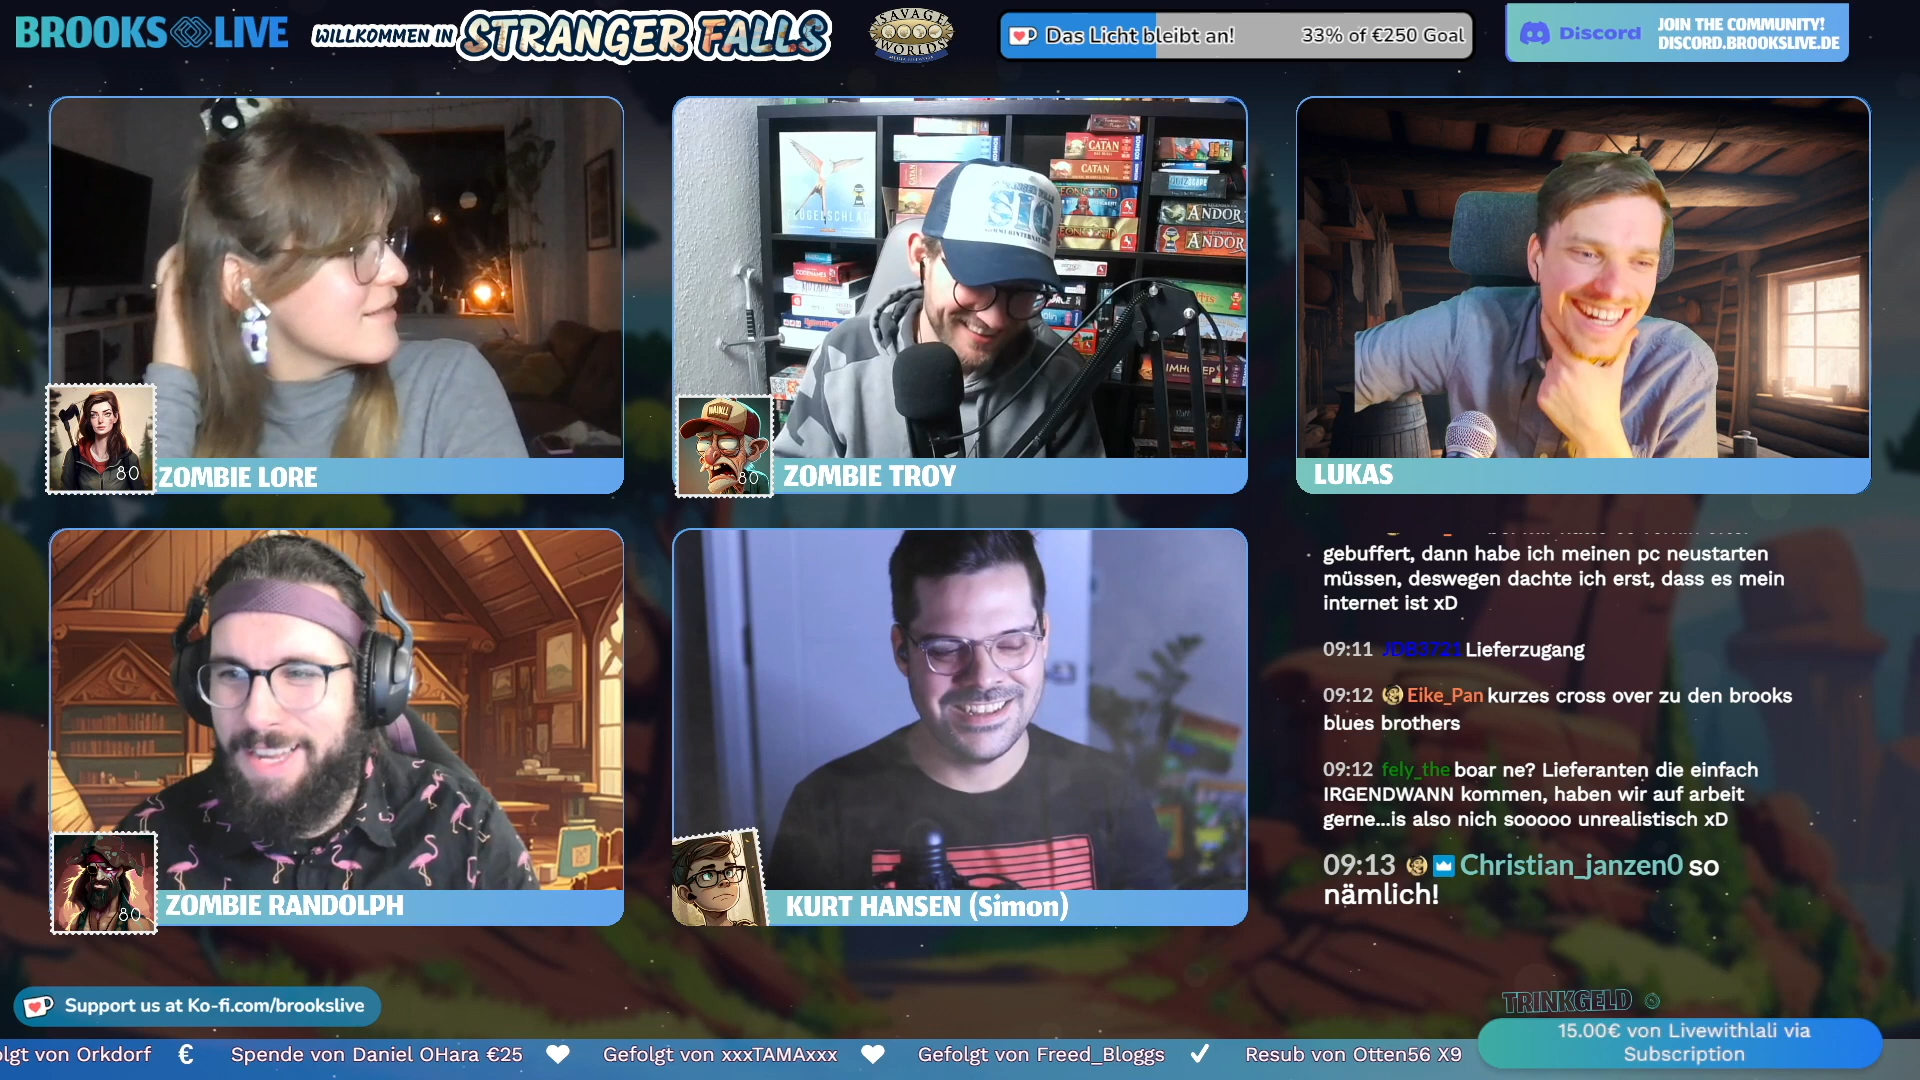 BROOKS LIVE
WILLKOMMEN IN STRANGER FALLS
SAVAGE WORLDS
Das Licht bleibt an! 33% of €250 Goal
Discord
JOIN THE COMMUNITY!
DISCORD.BROOKSLIVE.DE
CATAN
CATAN
ANDOR
ANDOR
CODENAMES
80
ZOMBIE LORE
80
ZOMBIE TROY
LUKAS
gebuffert, dann habe ich meinen pc neustarten
müssen, deswegen dachte ich erst, dass es mein
internet ist xD
09:11 JDB3721 Lieferzugang
09:12 Eike_Pan kurzes cross over zu den brooks
blues brothers
09:12 fely_the boar ne? Lieferanten die einfach
IRGENDWANN kommen, haben wir auf arbeit
gerne...is also nich sooooo unrealistisch xD
09:13 Christian_janzen0 so
nämlich!
80
ZOMBIE RANDOLPH
KURT HANSEN (Simon)
Support us at Ko-fi.com/brookslive
TRINKGELD
15.00€ von Livewithlali via
Subscription
lgt von Orkdorf € Spende von Daniel OHara €25 Gefolgt von xxxTAMAxxx Gefolgt von Freed_Bloggs Resub von Otten56 X9